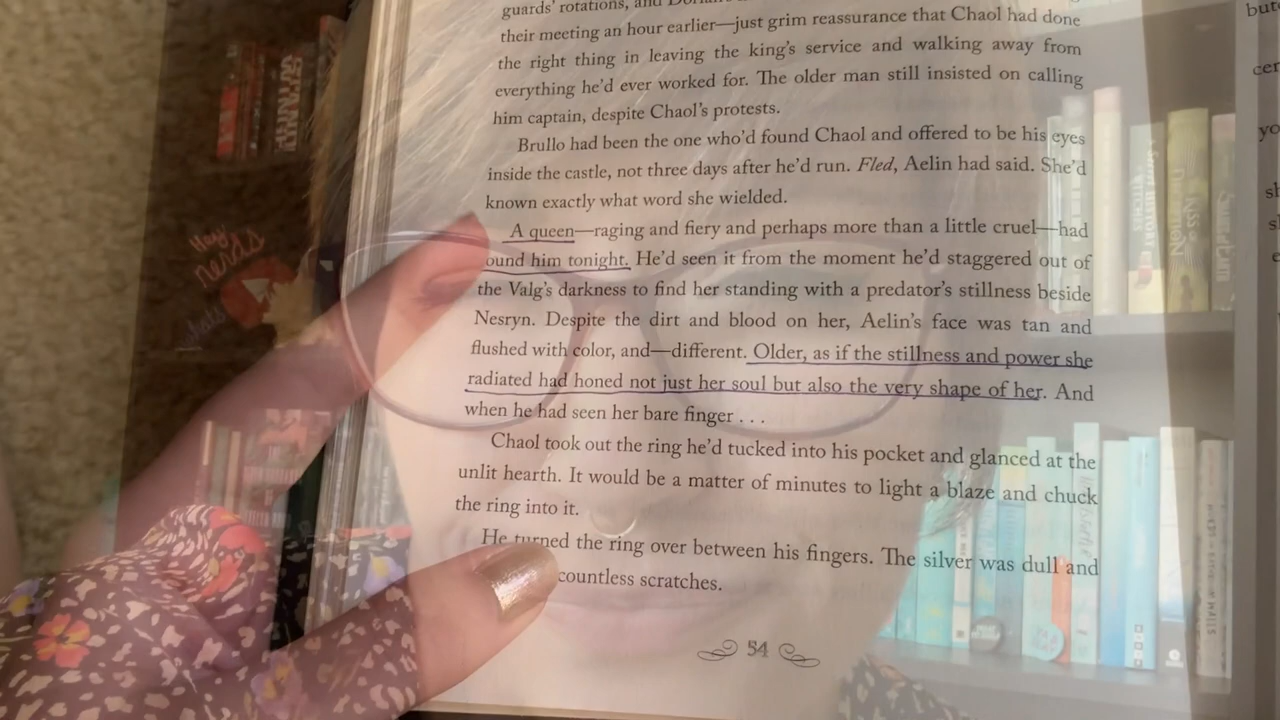 guards' rotations, and
their meeting an hour earlier—just grim reassurance that Chaol had done
the right thing in leaving the king's service and walking away from
everything he'd ever worked for. The older man still insisted on calling
him captain, despite Chaol's protests.
Brullo had been the one who'd found Chaol and offered to be his eyes
inside the castle, not three days after he'd run. Fled, Aelin had said. She'd
known exactly what word she wielded.
A queen—raging and fiery and perhaps more than a little cruel—had
ound him tonight. He'd seen it from the moment he'd staggered out of
the Valg's darkness to find her standing with a predator's stillness beside
Nesryn. Despite the dirt and blood on her, Aelin's face was tan and
flushed with color, and—different. Older, as if the stillness and power she
radiated had honed not just her soul but also the very shape of her. And
when he had seen her bare finger . . .
Chaol took out the ring he'd tucked into his pocket and glanced at the
unlit hearth. It would be a matter of minutes to light a blaze and chuck
the ring into it.
He turned the ring over between his fingers. The silver was dull and
countless scratches.
54
Hey
nerds